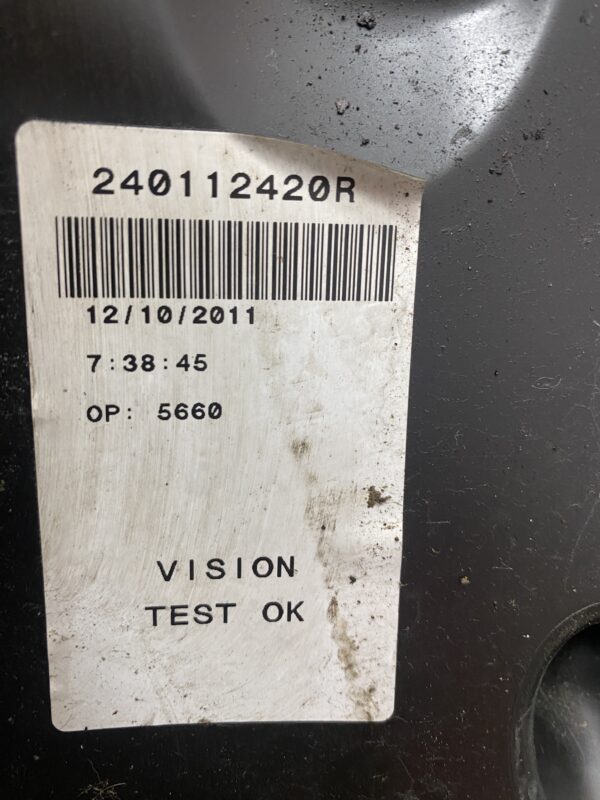 240112420R
12/10/2011
7:38:45
OP: 5660
VISION
TEST OK